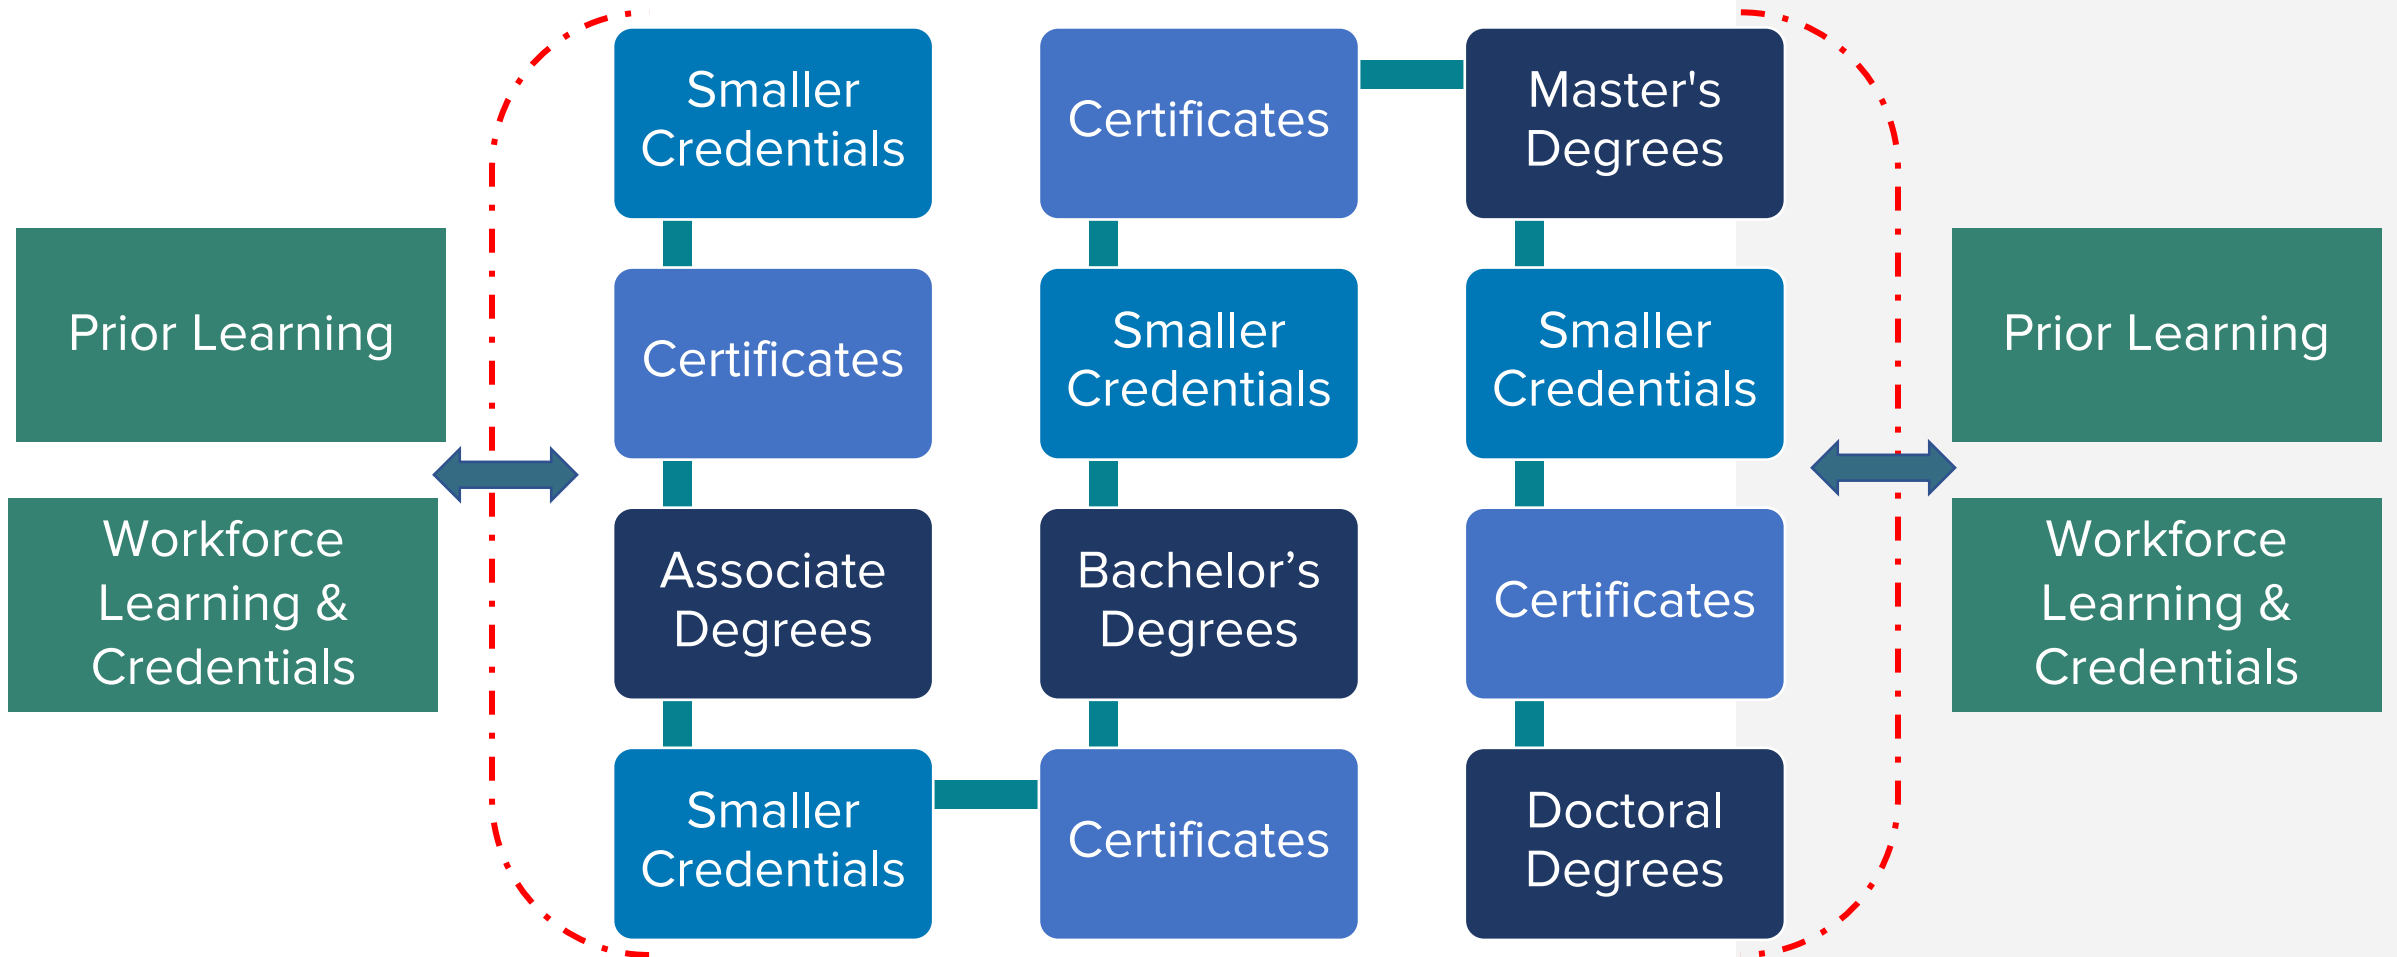 Prior Learning
Workforce
Learning &
Credentials
Smaller
Credentials
Certificates
Associate
Degrees
Smaller
Credentials
Certificates
Smaller
Credentials
Bachelor’s
Degrees
Certificates
Master's
Degrees
Smaller
Credentials
Certificates
Doctoral
Degrees
Prior Learning
Workforce
Learning &
Credentials